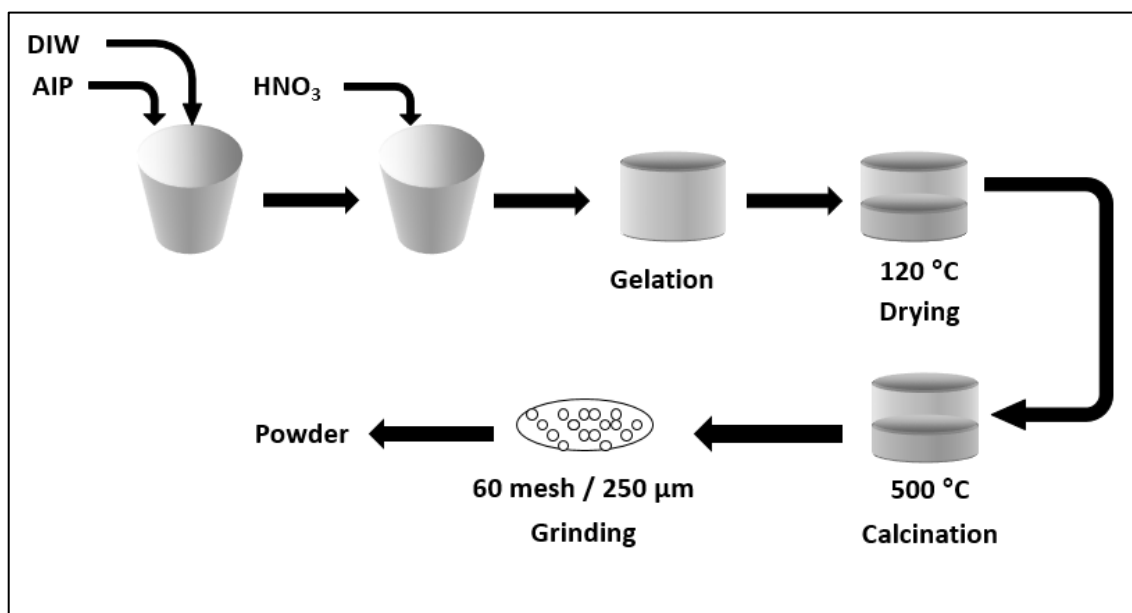 DIW
AIP
HNO₃
Gelation
120 °C
Drying
Powder
60 mesh / 250 μm
Grinding
500 °C
Calcination